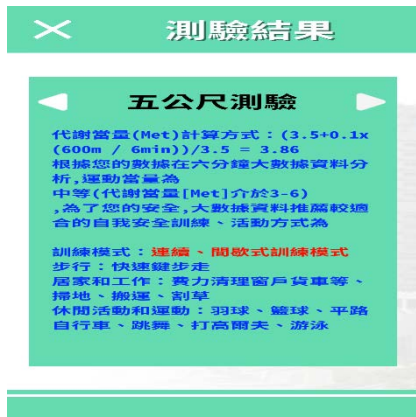 測驗結果
五公尺測驗
代謝當量(Met)計算方式：(3.5+0.1x
(600m / 6min))/3.5 = 3.86
根據您的數據在六分鐘大數據資料分
析,運動當量為
中等(代謝當量[Met]介於3-6)
,為了您的安全,大數據資料推薦較適
合的自我安全訓練、活動方式為
訓練模式：連續、間歇式訓練模式
步行：快速鍵步走
居家和工作：費力清理窗戶貨車等、
掃地、搬運、割草
休閒活動和運動：羽球、籃球、平路
自行車、跳舞、打高爾夫、游泳